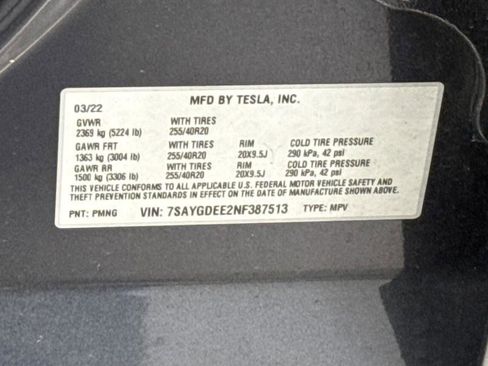 MFD BY TESLA, INC.
03/22
GVWR WITH TIRES
2369 kg (5224 lb) 255/40R20
GAWR FRT WITH TIRES RIM COLD TIRE PRESSURE
1363 kg (3004 lb) 255/40R20 20X9.5J 290 kPa, 42 psi
GAWR RR WITH TIRES RIM COLD TIRE PRESSURE
1500 kg (3306 lb) 255/40R20 20X9.5J 290 kPa, 42 psi
THIS VEHICLE CONFORMS TO ALL APPLICABLE U.S. FEDERAL MOTOR VEHICLE SAFETY AND
THEFT PREVENTION STANDARDS IN EFFECT ON THE DATE OF MANUFACTURE SHOWN ABOVE.
PNT: PMNG VIN: 7SAYGDEE2NF387513 TYPE: MPV